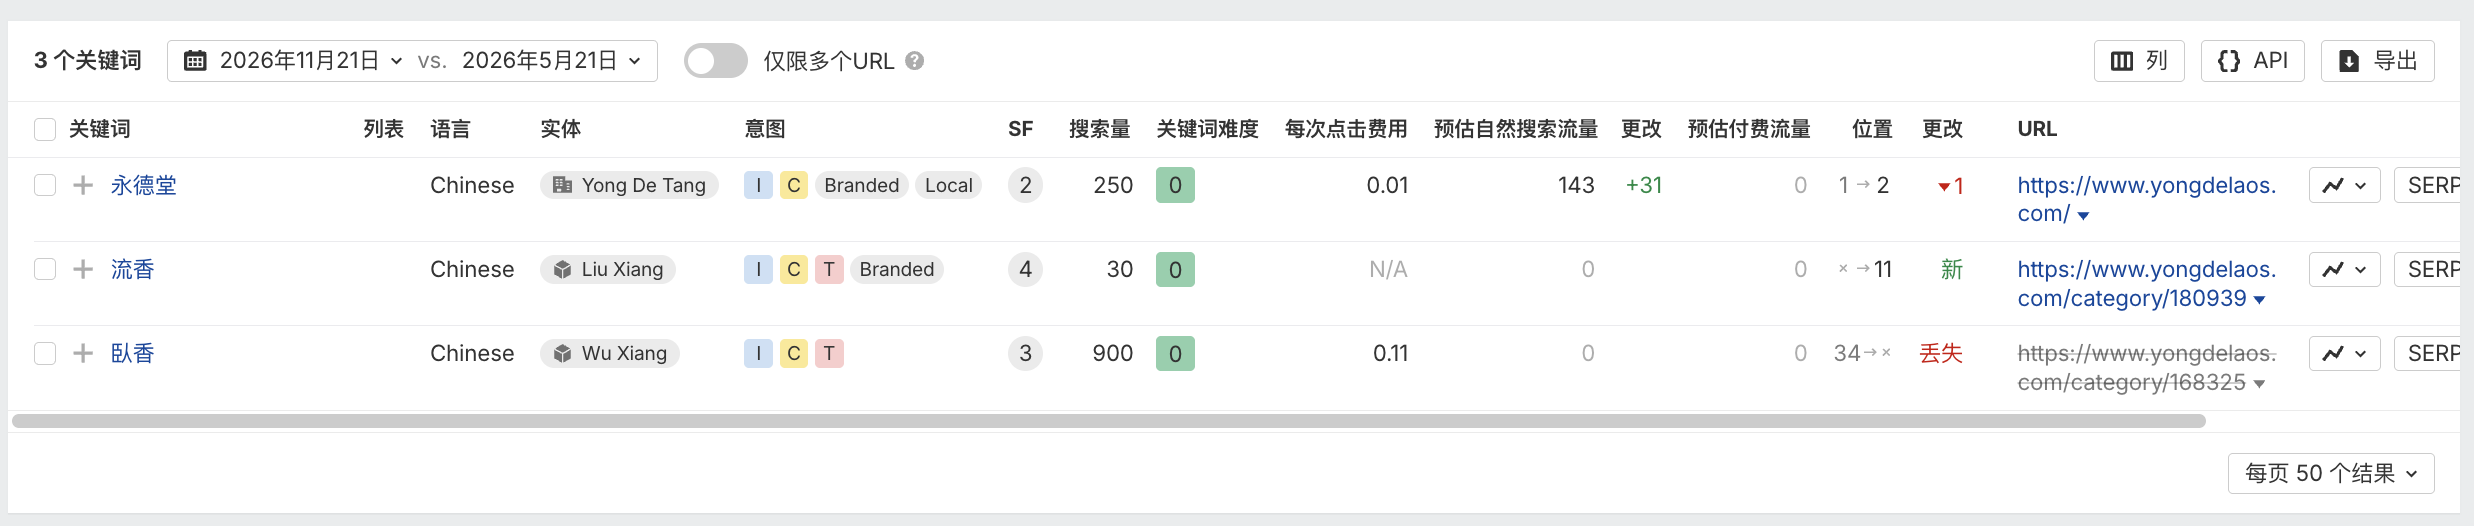 3 个关键词 2026年11月21日 vs. 2026年5月21日 仅限多个URL ? 列 {} API 导出
关键词 列表 语言 实体 意图 SF 搜索量 关键词难度 每次点击费用 预估自然搜索流量 更改 预估付费流量 位置 更改 URL
永德堂 Chinese Yong De Tang I C Branded Local 2 250 0 0.01 143 +31 0 1 → 2 ▼1 https://www.yongdelaos. SERP
com/ ▼
流香 Chinese Liu Xiang I C T Branded 4 30 0 N/A 0 0 × → 11 新 https://www.yongdelaos. SERP
com/category/180939 ▼
臥香 Chinese Wu Xiang I C T 3 900 0 0.11 0 0 34 → × 丢失 https://www.yongdelaos. SERP
com/category/168325 ▼
每页 50 个结果